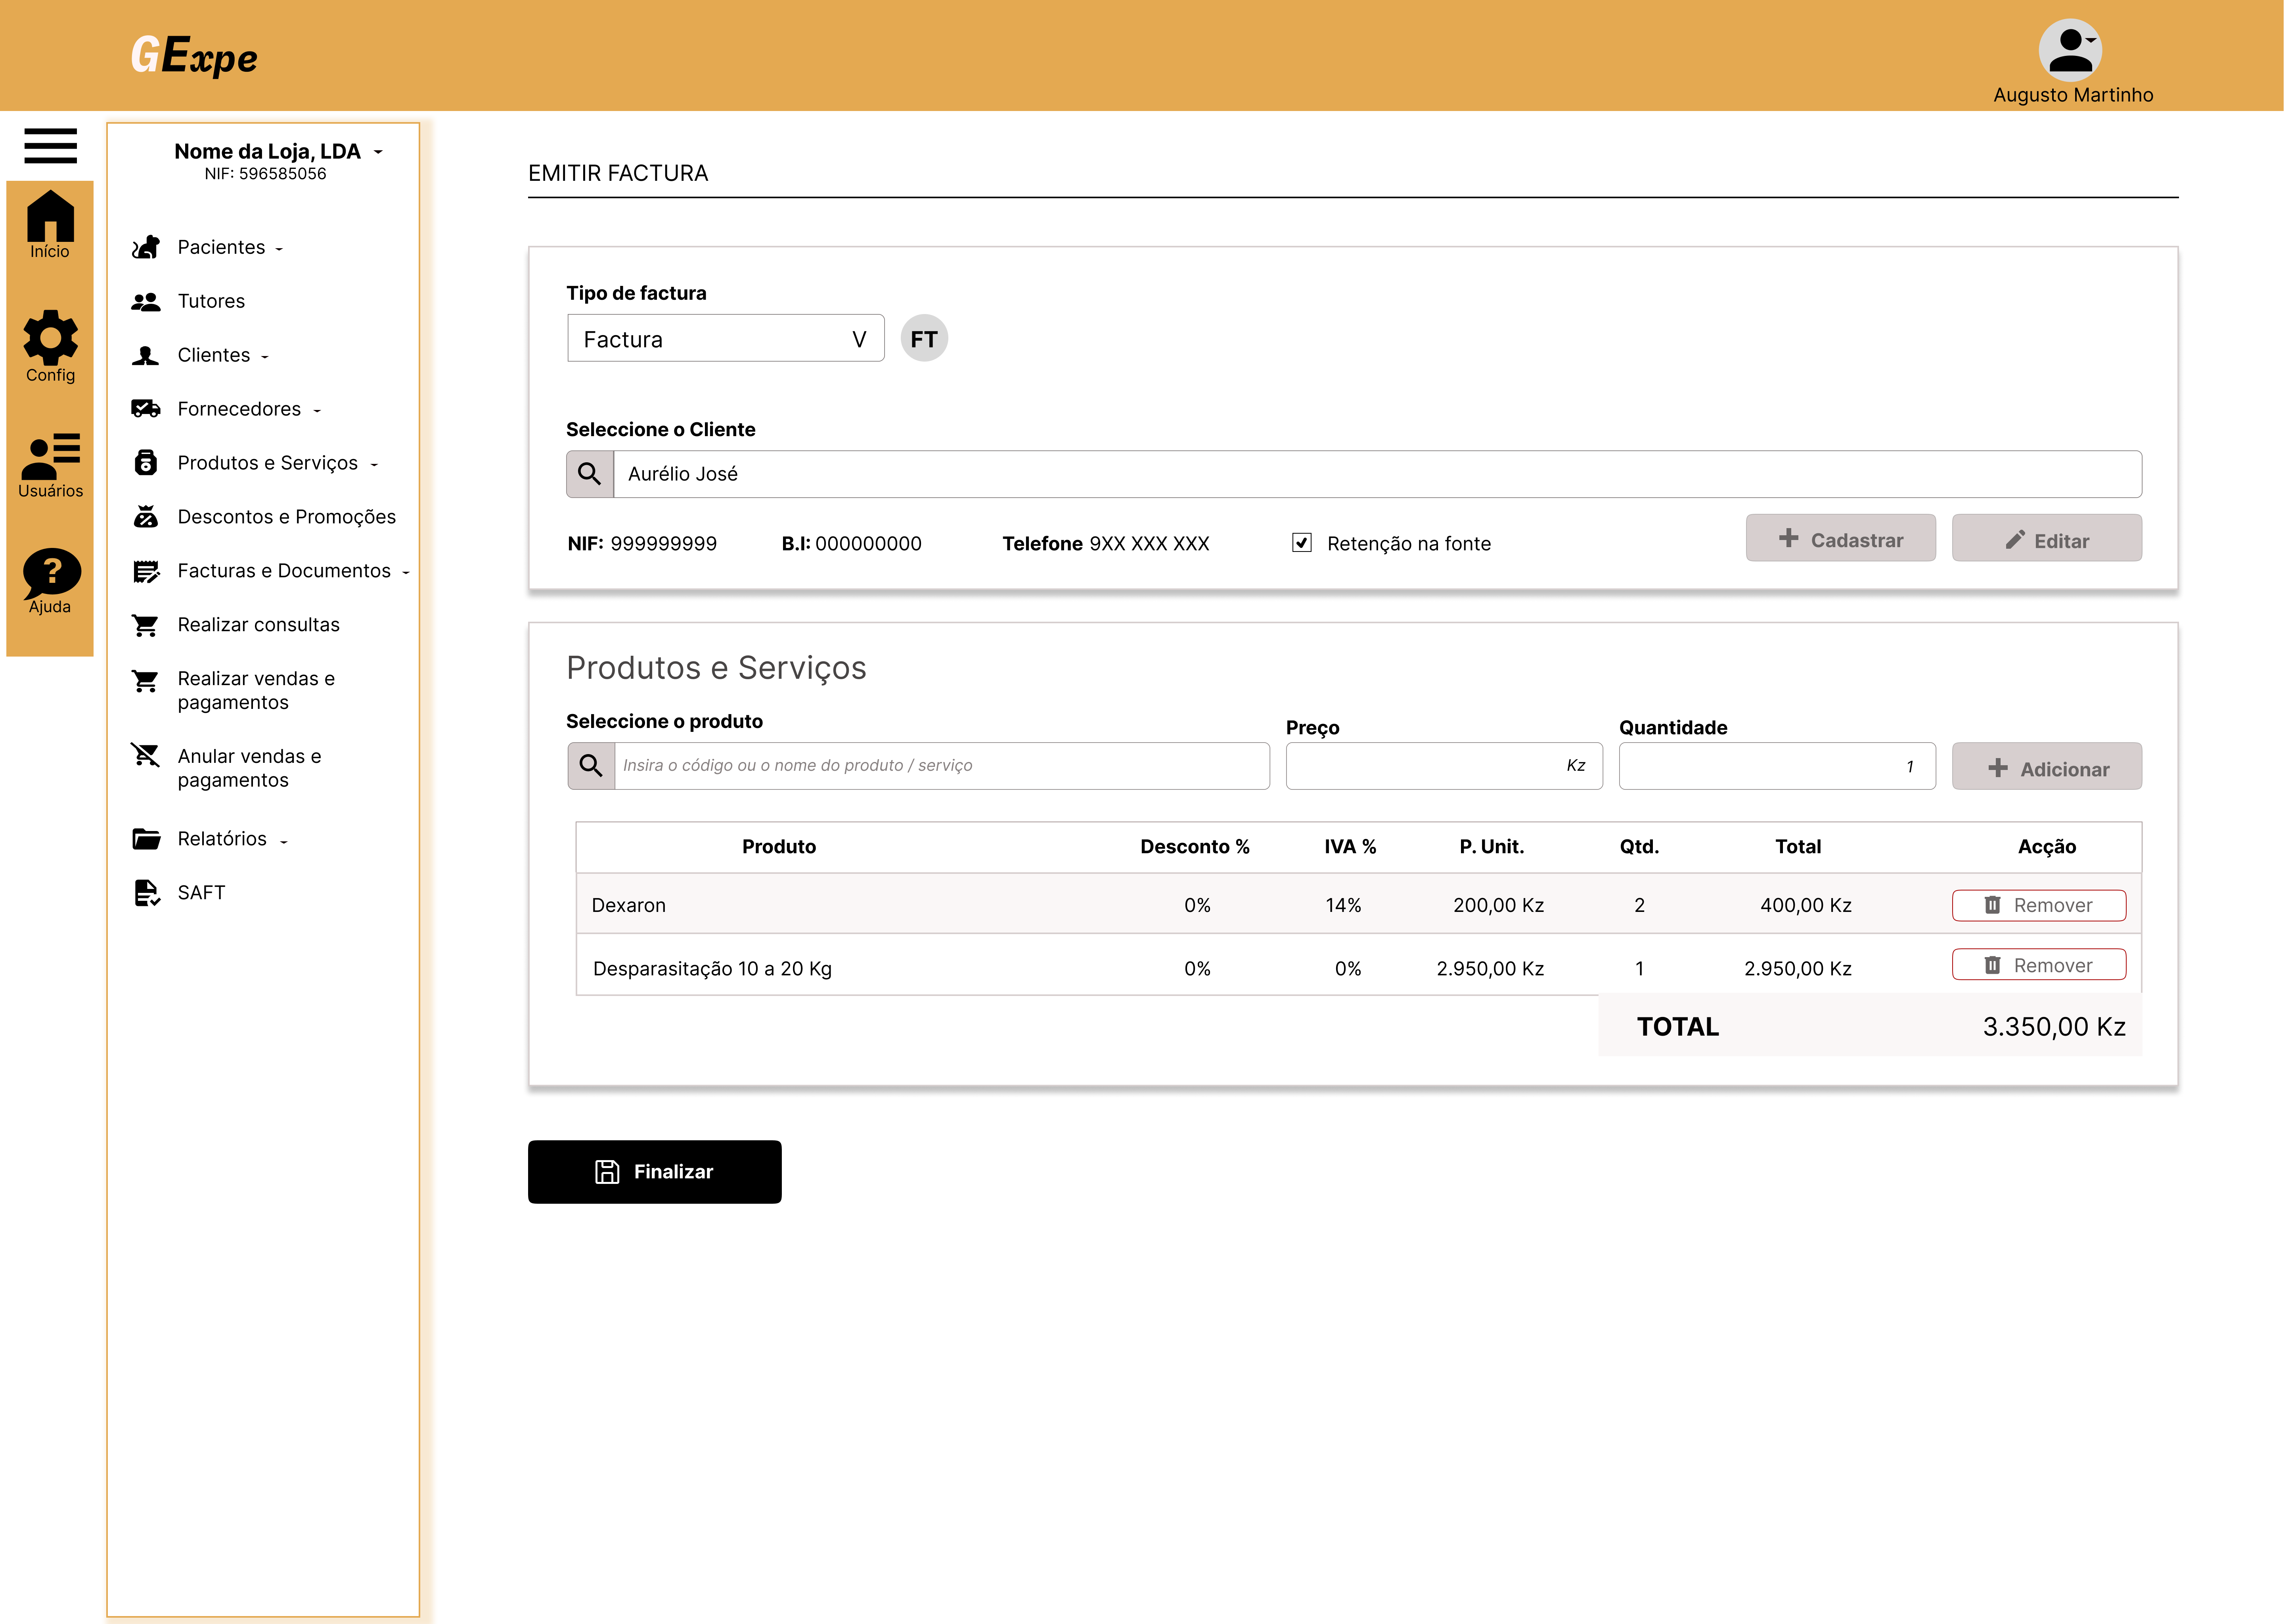 GExpe
Augusto Martinho
Início
Config
Usuários
?
Ajuda
Nome da Loja, LDA
NIF: 596585056
Pacientes
Tutores
Clientes
Fornecedores
Produtos e Serviços
Descontos e Promoções
Facturas e Documentos
Realizar consultas
Realizar vendas e
pagamentos
Anular vendas e
pagamentos
Relatórios
SAFT
EMITIR FACTURA
Tipo de factura
Factura V FT
Seleccione o Cliente
Aurélio José
NIF: 999999999 B.I: 000000000 Telefone 9XX XXX XXX Retenção na fonte Cadastrar Editar
Produtos e Serviços
Seleccione o produto Preço Quantidade
Insira o código ou o nome do produto / serviço Kz 1 Adicionar
Produto Desconto % IVA % P. Unit. Qtd. Total Acção
Dexaron 0% 14% 200,00 Kz 2 400,00 Kz Remover
Desparasitação 10 a 20 Kg 0% 0% 2.950,00 Kz 1 2.950,00 Kz Remover
TOTAL 3.350,00 Kz
Finalizar